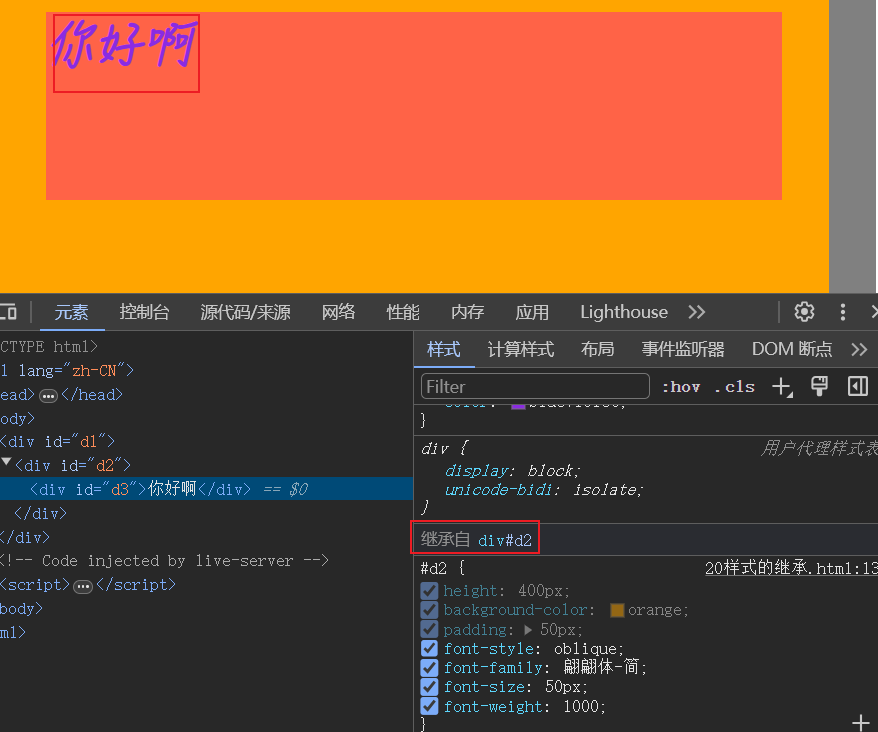 你好啊
元素 控制台 源代码/来源 网络 性能 内存 应用 Lighthouse
CTYPE html>
l lang="zh-CN">
ead> </head>
ody>
<div id="d1">
<div id="d2">
<div id="d3">你好啊</div> == $0
</div>
</div>
<!-- Code injected by live-server -->
<script> </script>
body>
ml>
样式 计算样式 布局 事件监听器 DOM 断点
Filter :hov .cls
}
div { 用户代理样式表
display: block;
unicode-bidi: isolate;
}
继承自 div#d2
#d2 { 20样式的继承.html:13
height: 400px;
background-color: orange;
padding: 50px;
font-style: oblique;
font-family: 翩翩体-简;
font-size: 50px;
font-weight: 1000;
}